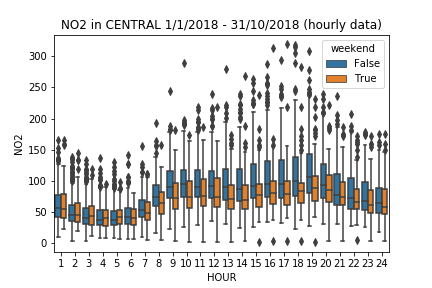 NO2 in CENTRAL 1/1/2018 - 31/10/2018 (hourly data)
weekend
False
True
300
250
200
150
100
50
0
NO2
1 2 3 4 5 6 7 8 9 10 11 12 13 14 15 16 17 18 19 20 21 22 23 24
HOUR